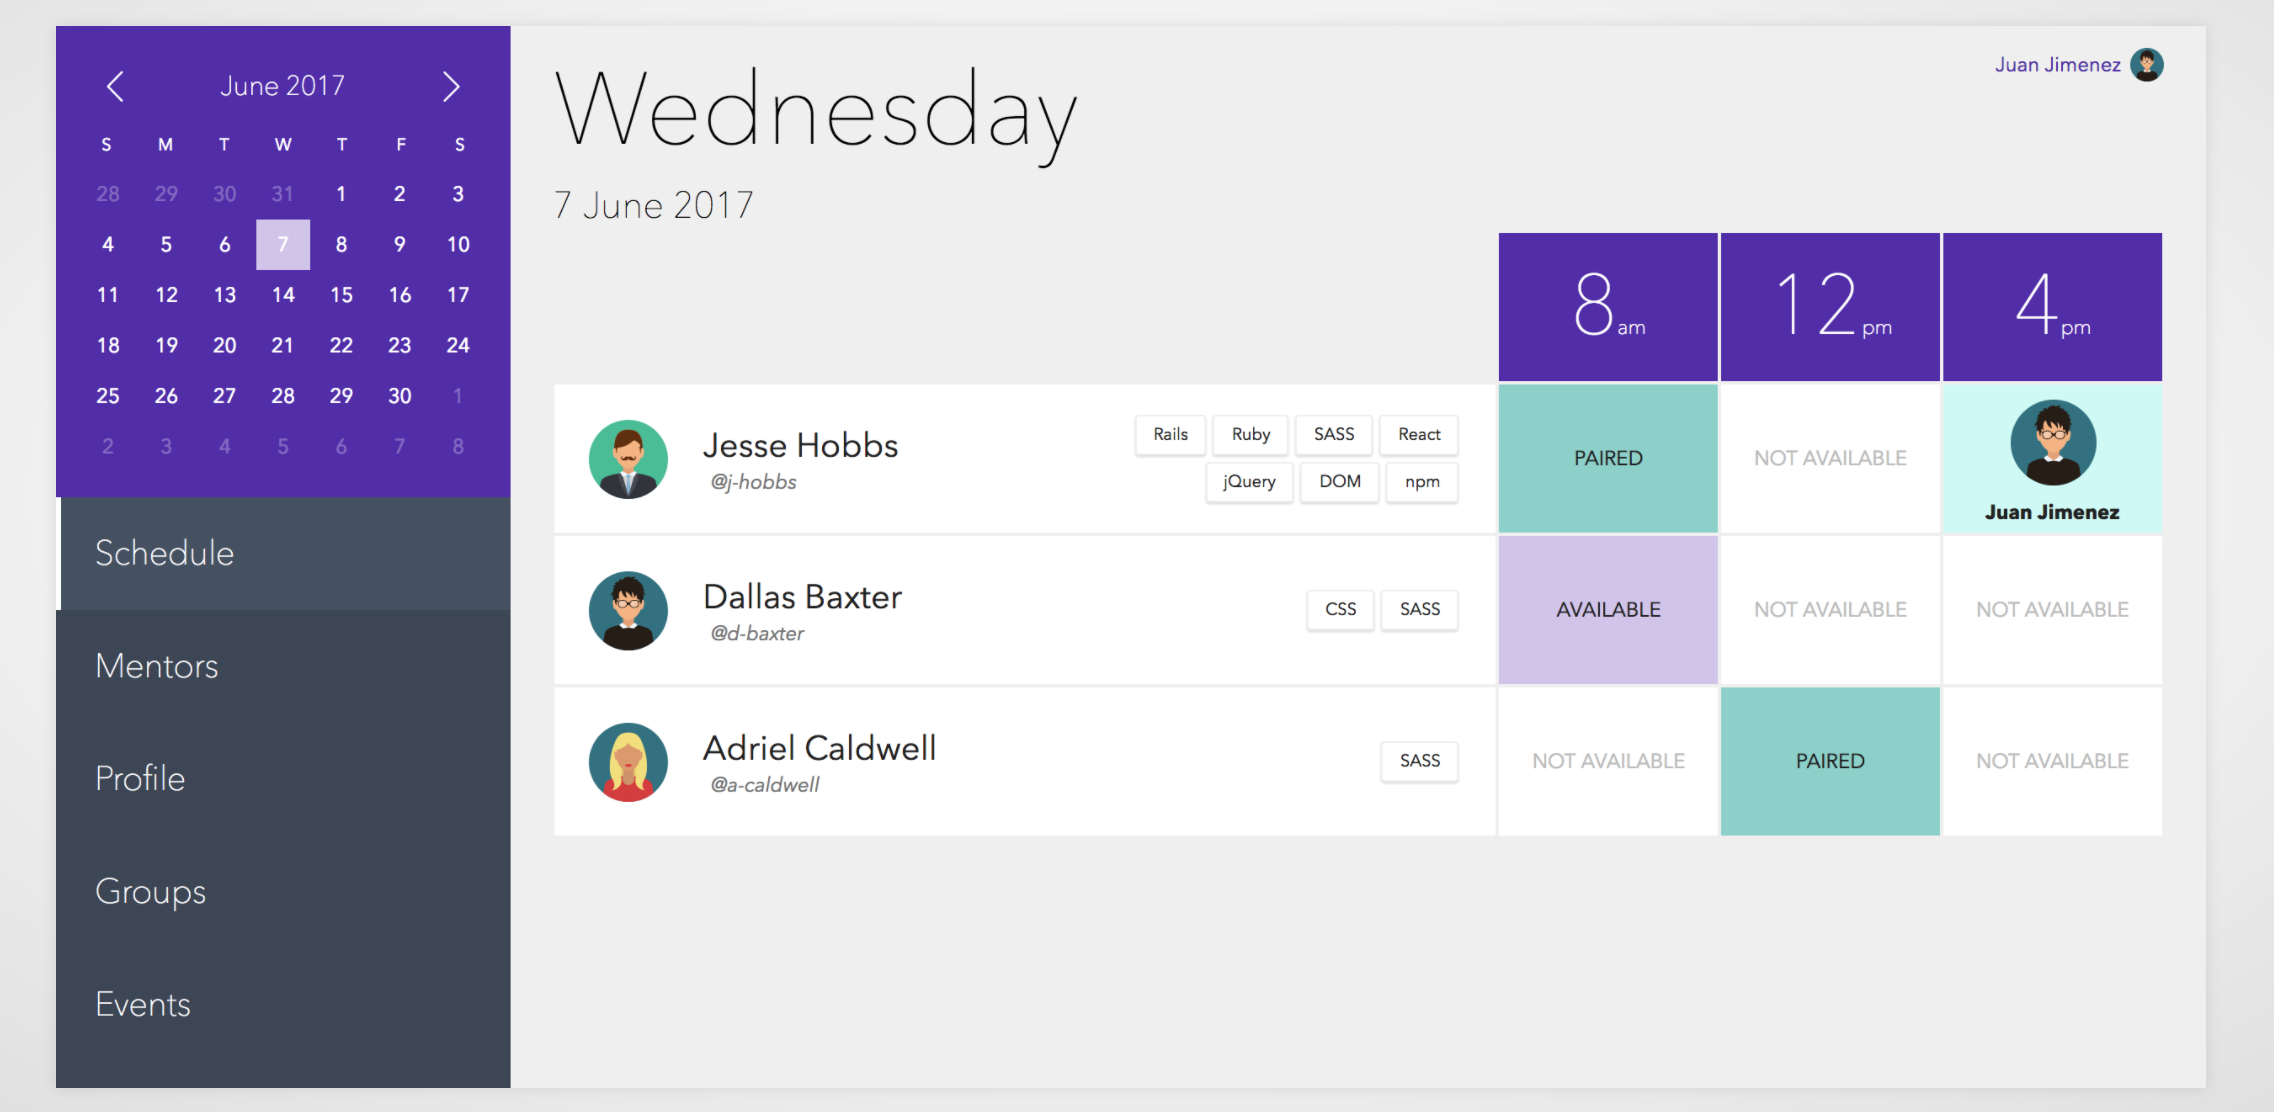 June 2017
S M T W T F S
28 29 30 31 1 2 3
4 5 6 7 8 9 10
11 12 13 14 15 16 17
18 19 20 21 22 23 24
25 26 27 28 29 30 1
2 3 4 5 6 7 8
Schedule
Mentors
Profile
Groups
Events
Juan Jimenez
Wednesday
7 June 2017
8 am 12 pm 4 pm
Jesse Hobbs
@j-hobbs
Rails Ruby SASS React
jQuery DOM npm
PAIRED NOT AVAILABLE
Juan Jimenez
Dallas Baxter
@d-baxter
CSS SASS
AVAILABLE NOT AVAILABLE NOT AVAILABLE
Adriel Caldwell
@a-caldwell
SASS
NOT AVAILABLE PAIRED NOT AVAILABLE